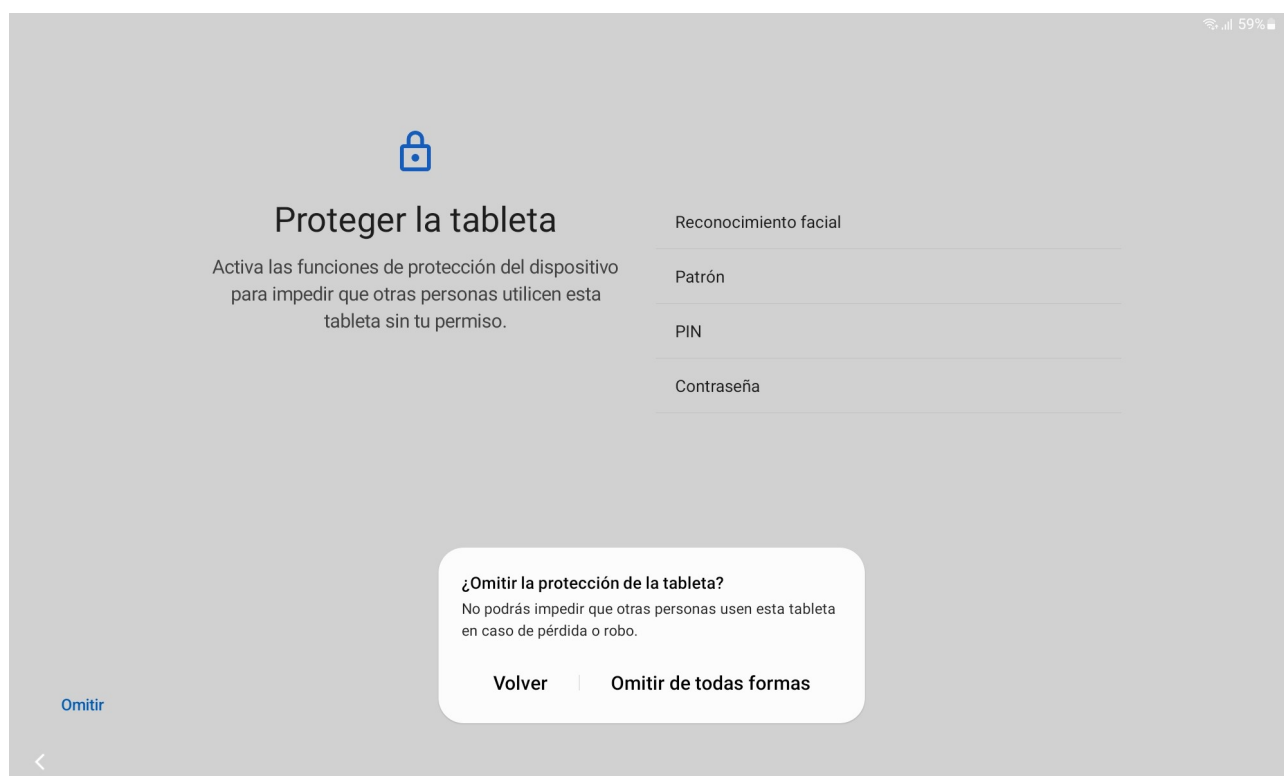 59%
Proteger la tableta
Activa las funciones de protección del dispositivo
para impedir que otras personas utilicen esta
tableta sin tu permiso.
Reconocimiento facial
Patrón
PIN
Contraseña
¿Omitir la protección de la tableta?
No podrás impedir que otras personas usen esta tableta
en caso de pérdida o robo.
Volver
Omitir de todas formas
Omitir